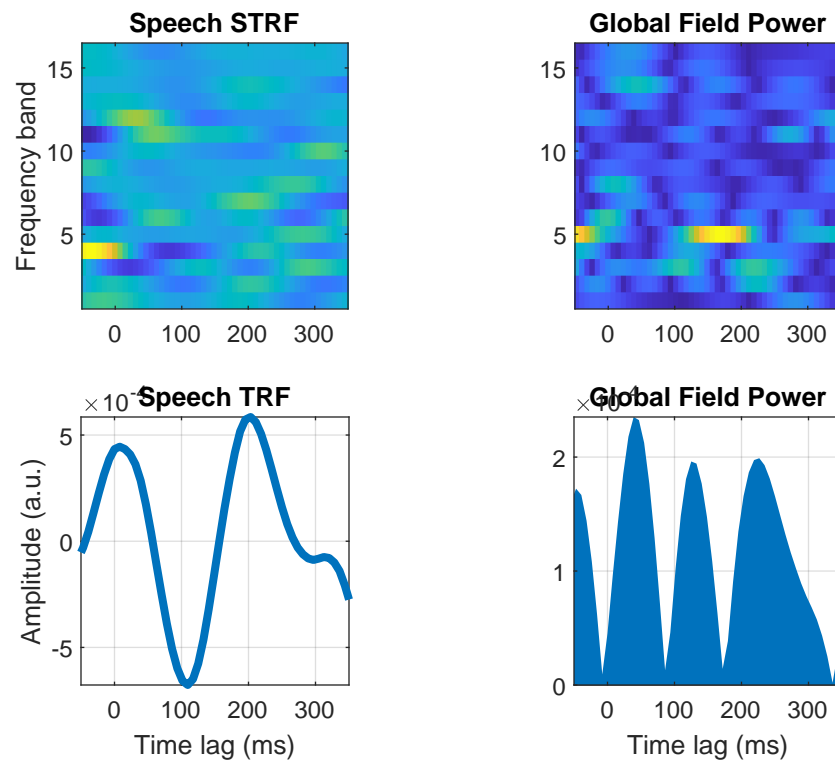 Speech STRF
Global Field Power
Frequency band
15
10
5
0 100 200 300
15
10
5
0 100 200 300
×10-4
Speech TRF
Global Field Power
Amplitude (a.u.)
5
0
-5
0 100 200 300
Time lag (ms)
2
1
0
0 100 200 300
Time lag (ms)